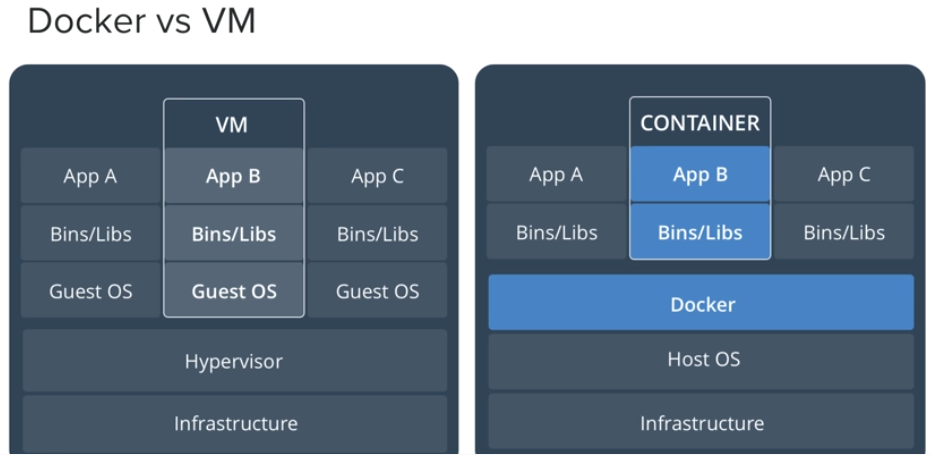 Docker vs VM
VM
App A App B App C
Bins/Libs Bins/Libs Bins/Libs
Guest OS Guest OS Guest OS
Hypervisor
Infrastructure
CONTAINER
App A App B App C
Bins/Libs Bins/Libs Bins/Libs
Docker
Host OS
Infrastructure